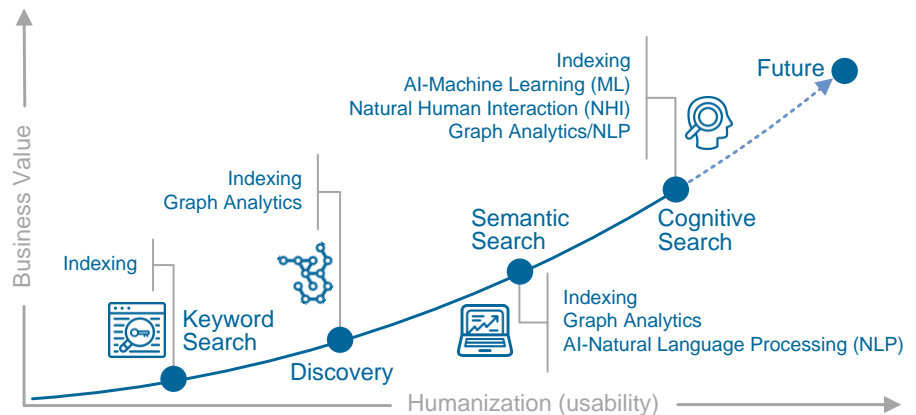 Business Value
Indexing
Keyword
Search
Indexing
Graph Analytics
Discovery
Semantic
Search
Indexing
Graph Analytics
AI-Natural Language Processing (NLP)
Indexing
AI-Machine Learning (ML)
Natural Human Interaction (NHI)
Graph Analytics/NLP
Cognitive
Search
Future
Humanization (usability)